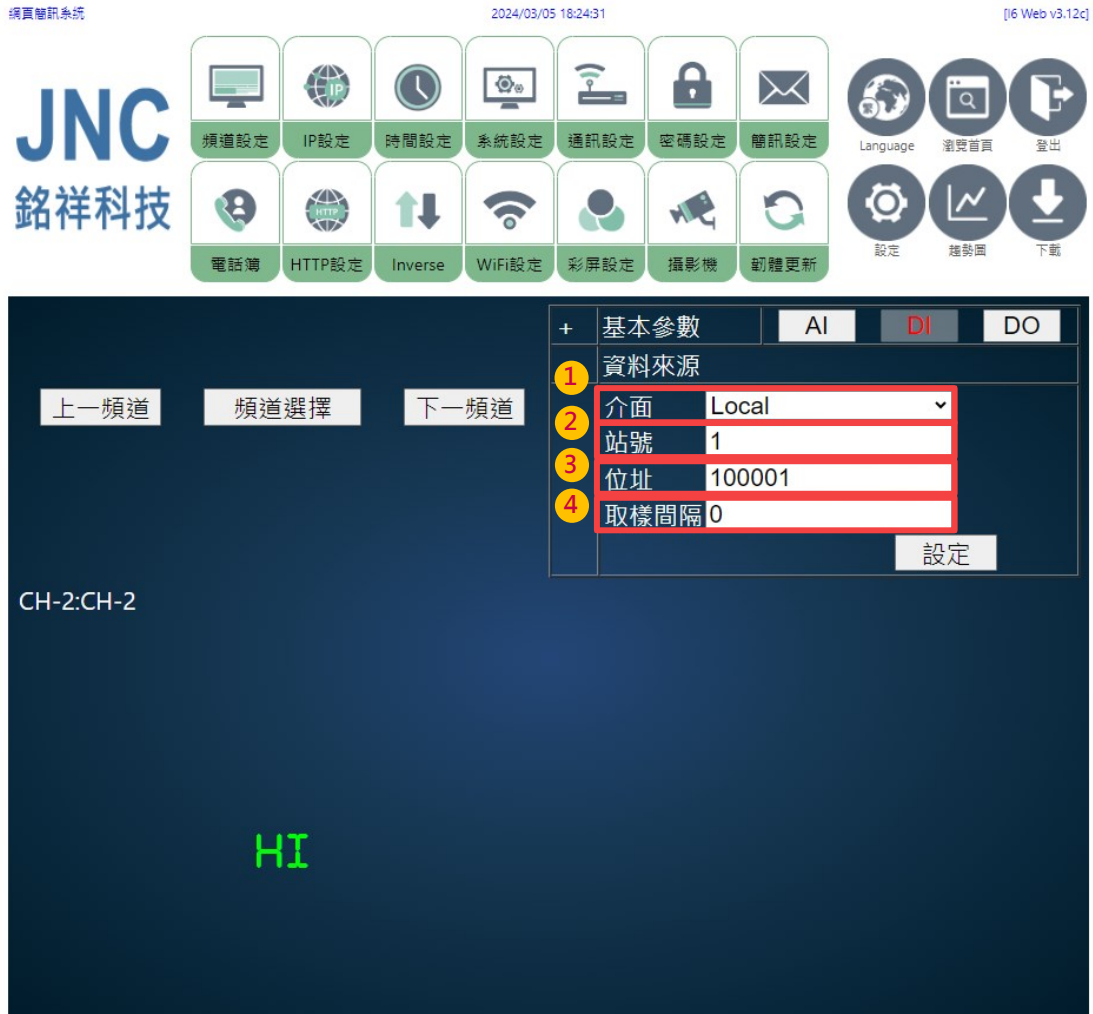 網頁簡訊系統 2024/03/05 18:24:31 [I6 Web v3.12c]
JNC
銘祥科技
IP
頻道設定 IP設定 時間設定 系統設定 通訊設定 密碼設定 簡訊設定
繁
Language 瀏覽首頁 登出
HTTP
電話簿 HTTP設定 Inverse WiFi設定 彩屏設定 攝影機 韌體更新
設定 趨勢圖 下載
+ 基本參數 AI DI DO
資料來源
上一頻道 頻道選擇 下一頻道
1 介面 Local
2 站號 1
3 位址 100001
4 取樣間隔 0
設定
CH-2:CH-2
HI